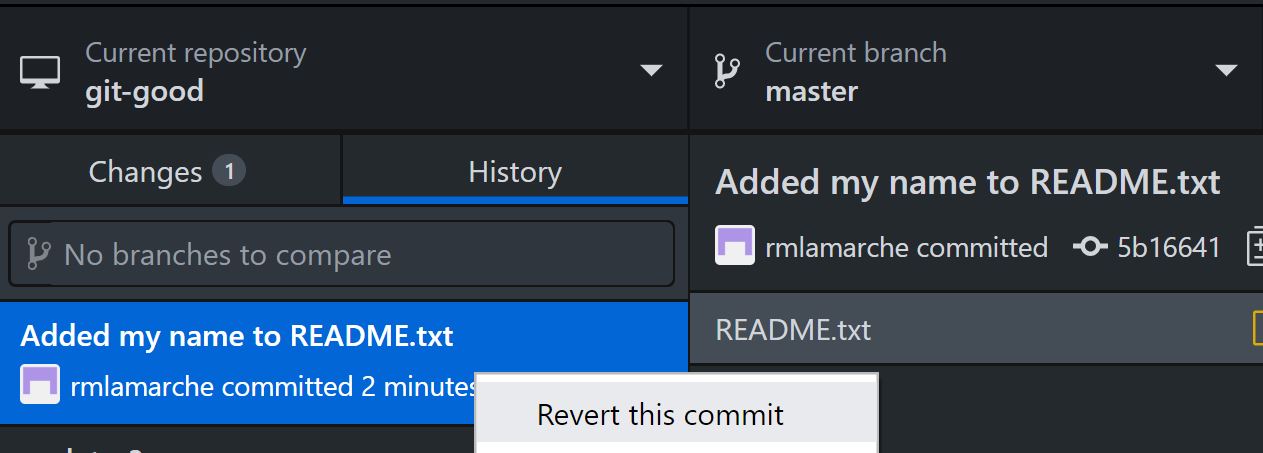 Current repository
git-good
Current branch
master
Changes 1
History
No branches to compare
Added my name to README.txt
rmlamarche committed 2 minutes
Revert this commit
Added my name to README.txt
rmlamarche committed 5b16641
README.txt